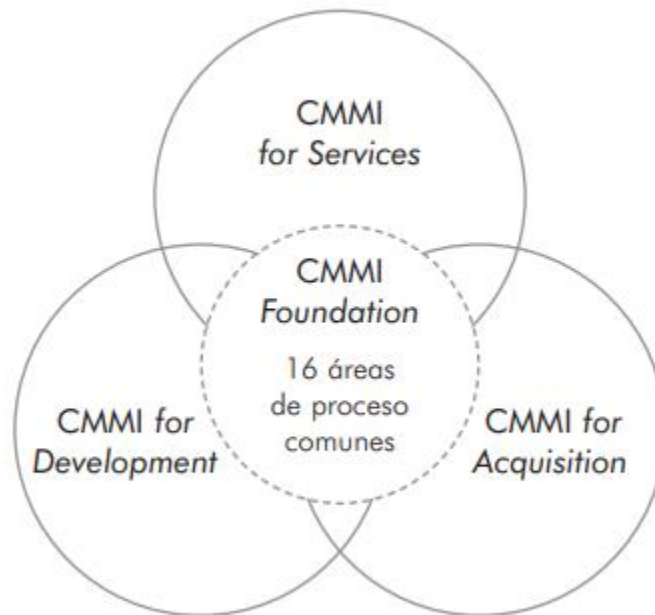 CMMI
for Services
CMMI
Foundation
16 áreas
de proceso
comunes
CMMI for
Development
CMMI for
Acquisition